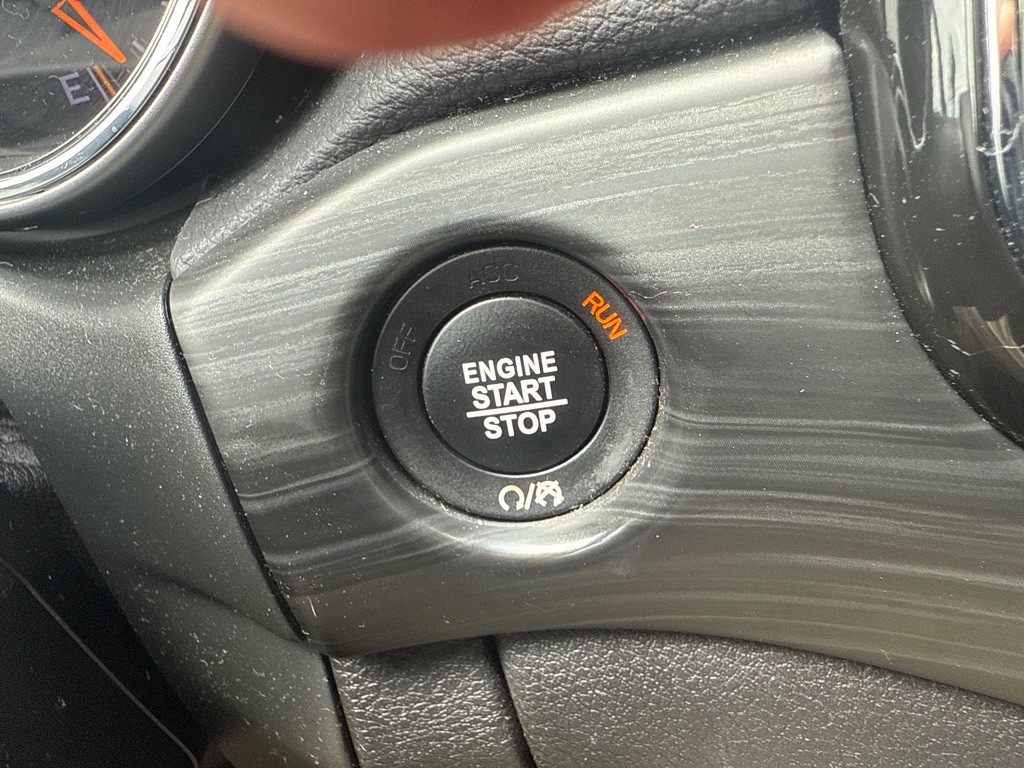 E
ACC
OFF
RUN
ENGINE
START
STOP